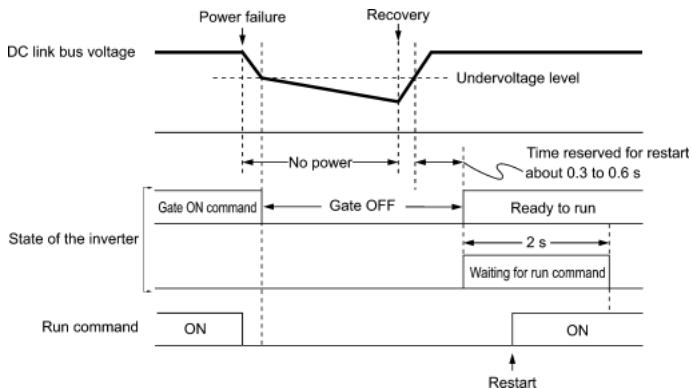 Power failure
Recovery
DC link bus voltage
Undervoltage level
No power
Time reserved for restart
about 0.3 to 0.6 s
Gate ON command
Gate OFF
Ready to run
State of the inverter
2 s
Waiting for run command
Run command
ON
ON
Restart